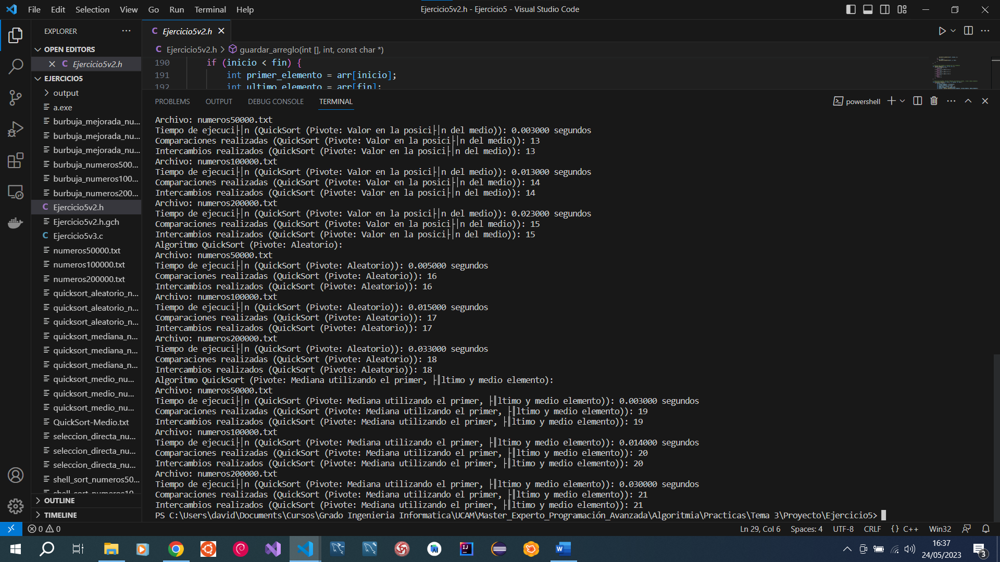 File Edit Selection View Go Run Terminal Help
Ejercicio5v2.h - Ejercicio5 - Visual Studio Code
EXPLORER
OPEN EDITORS
C Ejercicio5v2.h
EJERCICIO5
output
a.exe
burbuja_mejorada_nu...
burbuja_mejorada_nu...
burbuja_mejorada_nu...
burbuja_numeros500...
burbuja_numeros100...
burbuja_numeros200...
C Ejercicio5v2.h
Ejercicio5v2.h.gch
C Ejercicio5v3.c
numeros50000.txt
numeros100000.txt
numeros200000.txt
quicksort_aleatorio_n...
quicksort_aleatorio_n...
quicksort_aleatorio_n...
quicksort_mediana_n...
quicksort_mediana_n...
quicksort_mediana_n...
quicksort_medio_nu...
quicksort_medio_nu...
quicksort_medio_nu...
QuickSort-Medio.txt
seleccion_directa_nu...
seleccion_directa_nu...
seleccion_directa_nu...
shell_sort_numeros50...
shell_sort_numeros10...
OUTLINE
TIMELINE
C Ejercicio5v2.h
C Ejercicio5v2.h > guardar_arreglo(int [], int, const char *)
190 if (inicio < fin) {
191 int primer_elemento = arr[inicio];
192 int ultimo_elemento = arr[fin];
PROBLEMS OUTPUT DEBUG CONSOLE TERMINAL
powershell
Archivo: numeros50000.txt
Tiempo de ejecuci├│n (QuickSort (Pivote: Valor en la posici├│n del medio)): 0.003000 segundos
Comparaciones realizadas (QuickSort (Pivote: Valor en la posici├│n del medio)): 13
Intercambios realizados (QuickSort (Pivote: Valor en la posici├│n del medio)): 13
Archivo: numeros100000.txt
Tiempo de ejecuci├│n (QuickSort (Pivote: Valor en la posici├│n del medio)): 0.013000 segundos
Comparaciones realizadas (QuickSort (Pivote: Valor en la posici├│n del medio)): 14
Intercambios realizados (QuickSort (Pivote: Valor en la posici├│n del medio)): 14
Archivo: numeros200000.txt
Tiempo de ejecuci├│n (QuickSort (Pivote: Valor en la posici├│n del medio)): 0.023000 segundos
Comparaciones realizadas (QuickSort (Pivote: Valor en la posici├│n del medio)): 15
Intercambios realizados (QuickSort (Pivote: Valor en la posici├│n del medio)): 15
Algoritmo QuickSort (Pivote: Aleatorio):
Archivo: numeros50000.txt
Tiempo de ejecuci├│n (QuickSort (Pivote: Aleatorio)): 0.005000 segundos
Comparaciones realizadas (QuickSort (Pivote: Aleatorio)): 16
Intercambios realizados (QuickSort (Pivote: Aleatorio)): 16
Archivo: numeros100000.txt
Tiempo de ejecuci├│n (QuickSort (Pivote: Aleatorio)): 0.015000 segundos
Comparaciones realizadas (QuickSort (Pivote: Aleatorio)): 17
Intercambios realizados (QuickSort (Pivote: Aleatorio)): 17
Archivo: numeros200000.txt
Tiempo de ejecuci├│n (QuickSort (Pivote: Aleatorio)): 0.033000 segundos
Comparaciones realizadas (QuickSort (Pivote: Aleatorio)): 18
Intercambios realizados (QuickSort (Pivote: Aleatorio)): 18
Algoritmo QuickSort (Pivote: Mediana utilizando el primer, ├║ltimo y medio elemento):
Archivo: numeros50000.txt
Tiempo de ejecuci├│n (QuickSort (Pivote: Mediana utilizando el primer, ├║ltimo y medio elemento)): 0.003000 segundos
Comparaciones realizadas (QuickSort (Pivote: Mediana utilizando el primer, ├║ltimo y medio elemento)): 19
Intercambios realizados (QuickSort (Pivote: Mediana utilizando el primer, ├║ltimo y medio elemento)): 19
Archivo: numeros100000.txt
Tiempo de ejecuci├│n (QuickSort (Pivote: Mediana utilizando el primer, ├║ltimo y medio elemento)): 0.014000 segundos
Comparaciones realizadas (QuickSort (Pivote: Mediana utilizando el primer, ├║ltimo y medio elemento)): 20
Intercambios realizados (QuickSort (Pivote: Mediana utilizando el primer, ├║ltimo y medio elemento)): 20
Archivo: numeros200000.txt
Tiempo de ejecuci├│n (QuickSort (Pivote: Mediana utilizando el primer, ├║ltimo y medio elemento)): 0.030000 segundos
Comparaciones realizadas (QuickSort (Pivote: Mediana utilizando el primer, ├║ltimo y medio elemento)): 21
Intercambios realizados (QuickSort (Pivote: Mediana utilizando el primer, ├║ltimo y medio elemento)): 21
PS C:\Users\david\Documents\Cursos\Grado Ingenieria Informatica\UCAM\Master_Experto_Programación_Avanzada\Algoritmia\Practicas\Tema 3\Proyecto\Ejercicio5>
0 0 Ln 29, Col 6 Spaces: 4 UTF-8 CRLF {} C++ Win32
16:37
24/05/2023
3